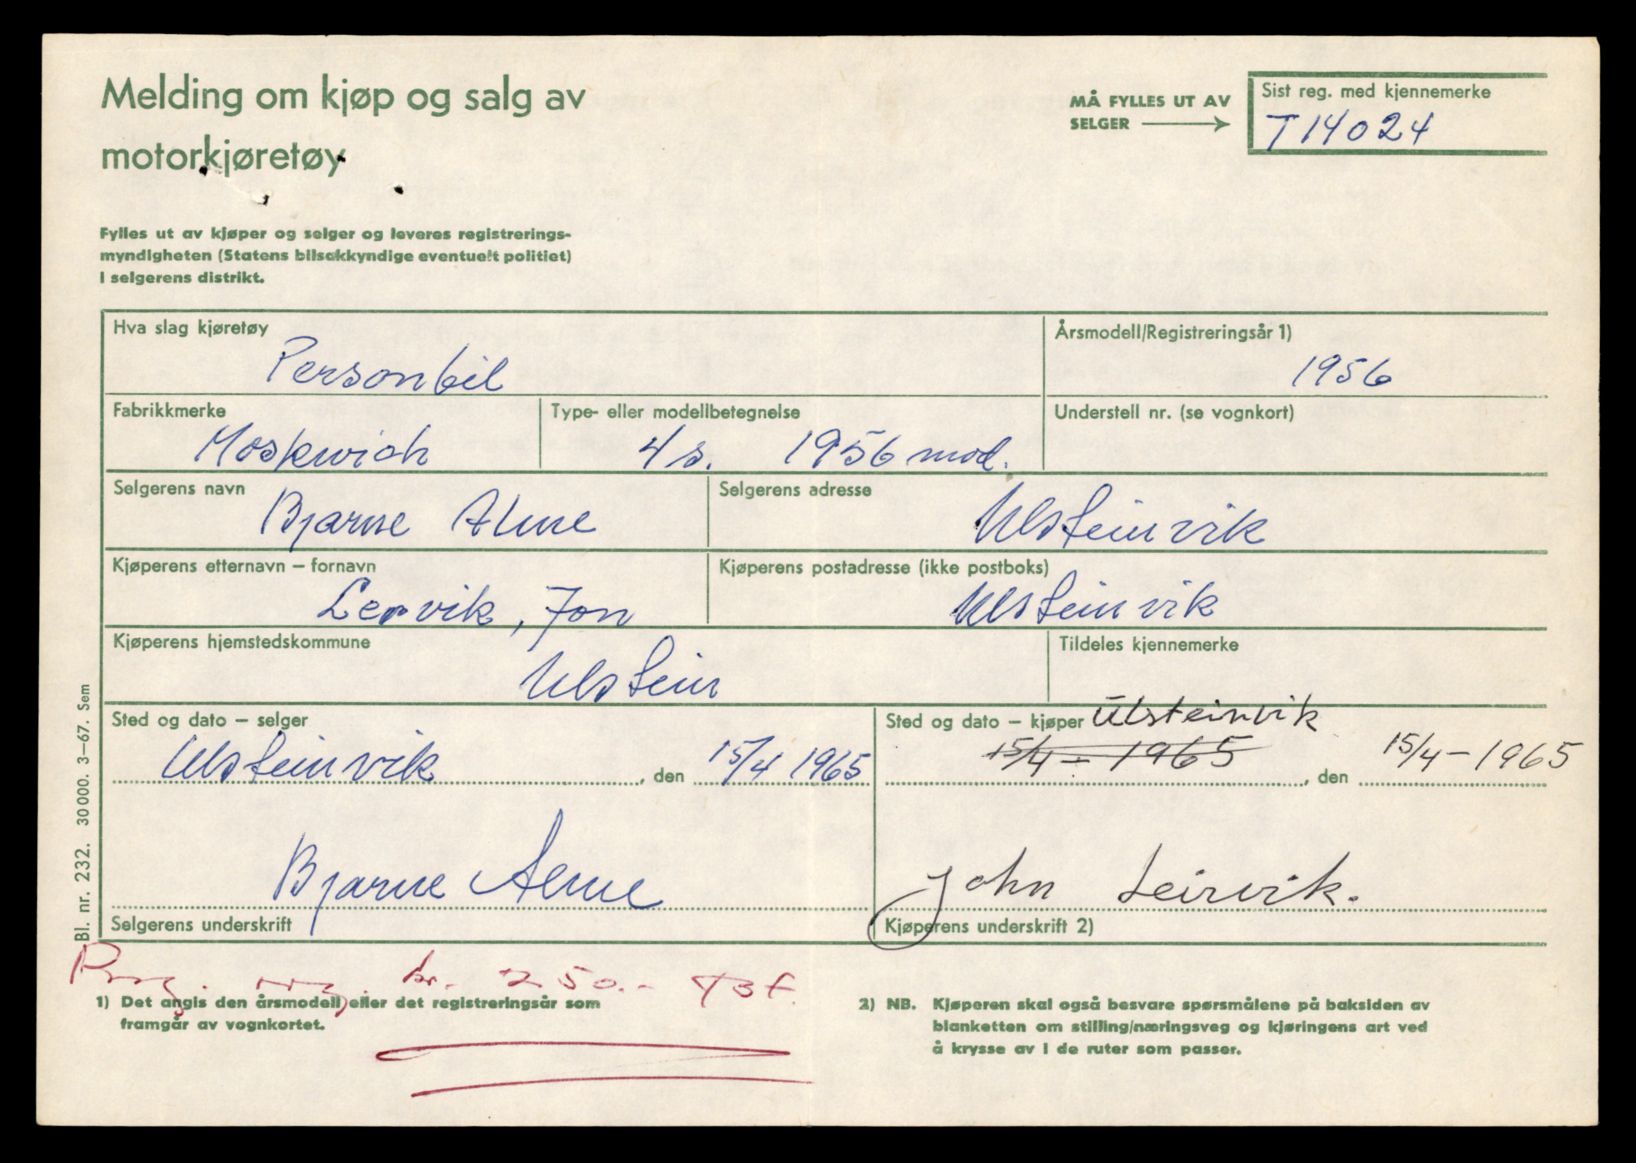 Melding om kjøp og salg av
motorkjøretøy
MÅ FYLLES UT AV
SELGER
Sist reg. med kjennemerke
T 14024
Fylles ut av kjøper og selger og leveres registrerings-
myndigheten (Statens bilsakkyndige eventuelt politiet)
i selgerens distrikt.
Hva slag kjøretøy
Personbil
Årsmodell/Registreringsår 1)
1956
Fabrikkmerke
Moskwich
Type- eller modellbetegnelse
4 s. 1956 mod.
Understell nr. (se vognkort)
Selgerens navn
Bjarne Alme
Selgerens adresse
Ulsteinvik
Kjøperens etternavn – fornavn
Lervik, Jon
Kjøperens postadresse (ikke postboks)
Ulsteinvik
Kjøperens hjemstedskommune
Ulstein
Tildeles kjennemerke
Sted og dato – selger
Ulsteinvik, den 15/4 1965
Sted og dato – kjøper Ulsteinvik
15/4 - 1965, den 15/4 - 1965
Bjarne Alme
Selgerens underskrift
John Leirvik.
Kjøperens underskrift 2)
kr. 250.-
1) Det angis den årsmodell eller det registreringsår som
framgår av vognkortet.
2) NB. Kjøperen skal også besvare spørsmålene på baksiden av
blanketten om stilling/næringsveg og kjøringens art ved
å krysse av i de ruter som passer.
Bl. nr. 232. 30000. 3–67. Sem